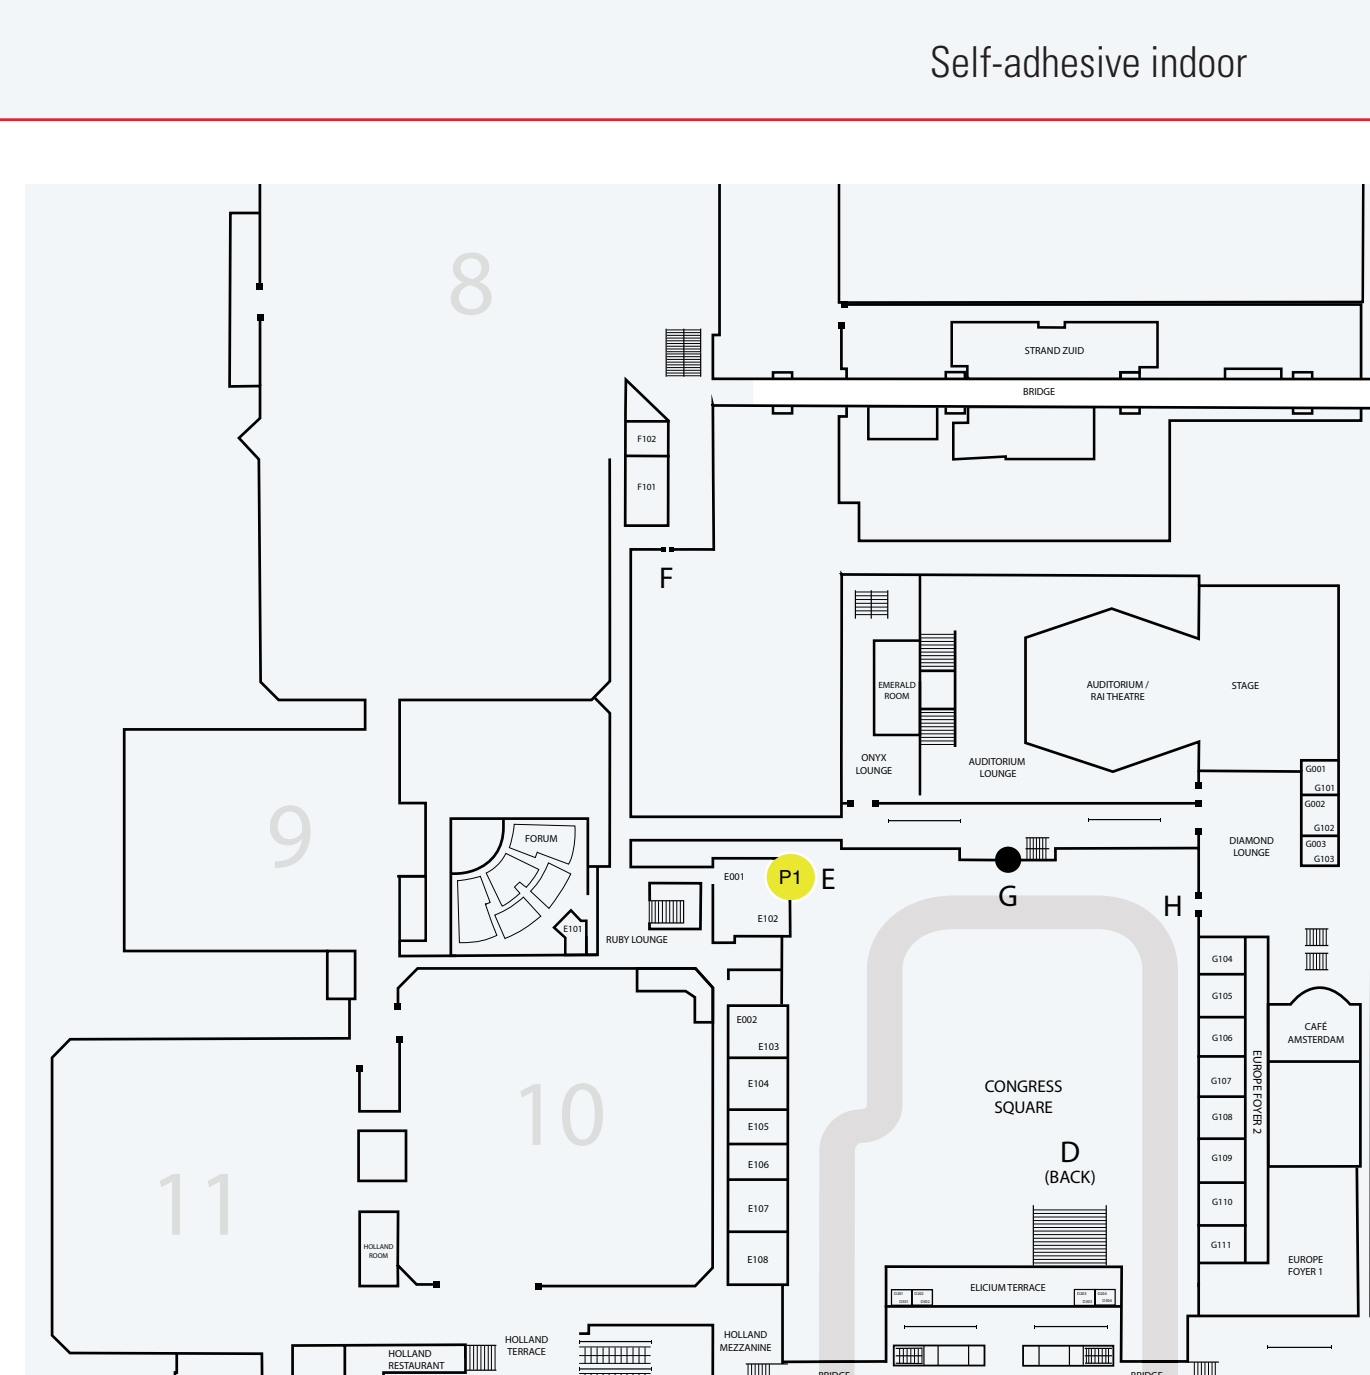 Self-adhesive indoor
8
STRAND ZUID
BRIDGE
F102
F101
F
EMERALD
ROOM
AUDITORIUM /
RAI THEATRE
STAGE
ONYX
LOUNGE
AUDITORIUM
LOUNGE
G001
G101
G002
G102
G003
G103
DIAMOND
LOUNGE
9
FORUM
E001
P1
E
G
H
E102
E101
RUBY LOUNGE
G104
G105
G106
G107
G108
G109
G110
G111
EUROPE FOYER 2
CAFÉ
AMSTERDAM
E002
E103
E104
E105
E106
E107
E108
10
CONGRESS
SQUARE
D
(BACK)
11
HOLLAND
ROOM
EUROPE
FOYER 1
ELICIUM TERRACE
HOLLAND
TERRACE
HOLLAND
MEZZANINE
HOLLAND
RESTAURANT
BRIDGE
BRIDGE